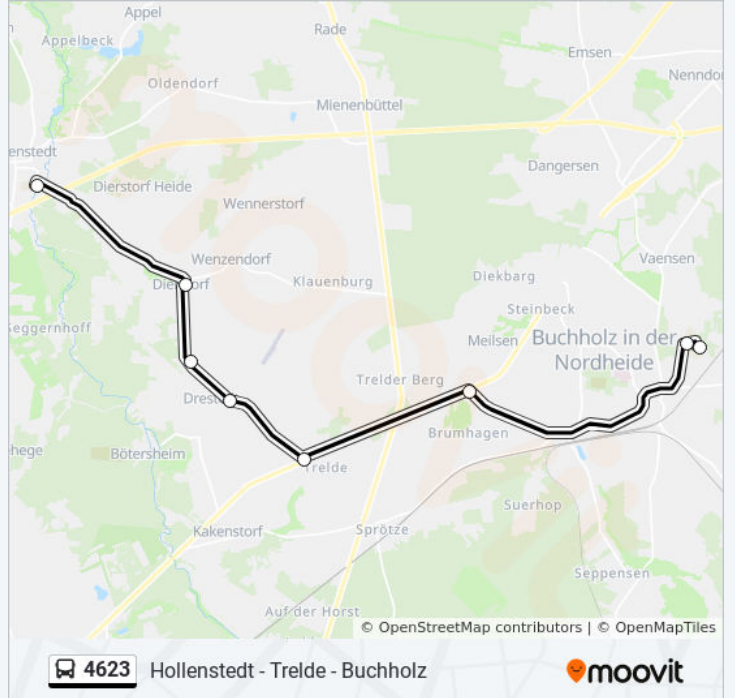 Appel
Rade
Appelbeck
Emsen
Nenndor
Oldendorf
Mienenbüttel
enstedt
Dangersen
Dierstorf Heide
Wennerstorf
Wenzendorf
Vaensen
Diekbarg
Klauenburg
Steinbeck
Seggernhoff
Meilsen
Buchholz in der
Nordheide
Trelder Berg
Brumhagen
hege
Bötersheim
Trelde
Suerhop
Kakenstorf
Sprötze
Seppensen
Auf der Horst
© OpenStreetMap contributors | © OpenMapTiles
4623 Hollenstedt - Trelde - Buchholz
moovit